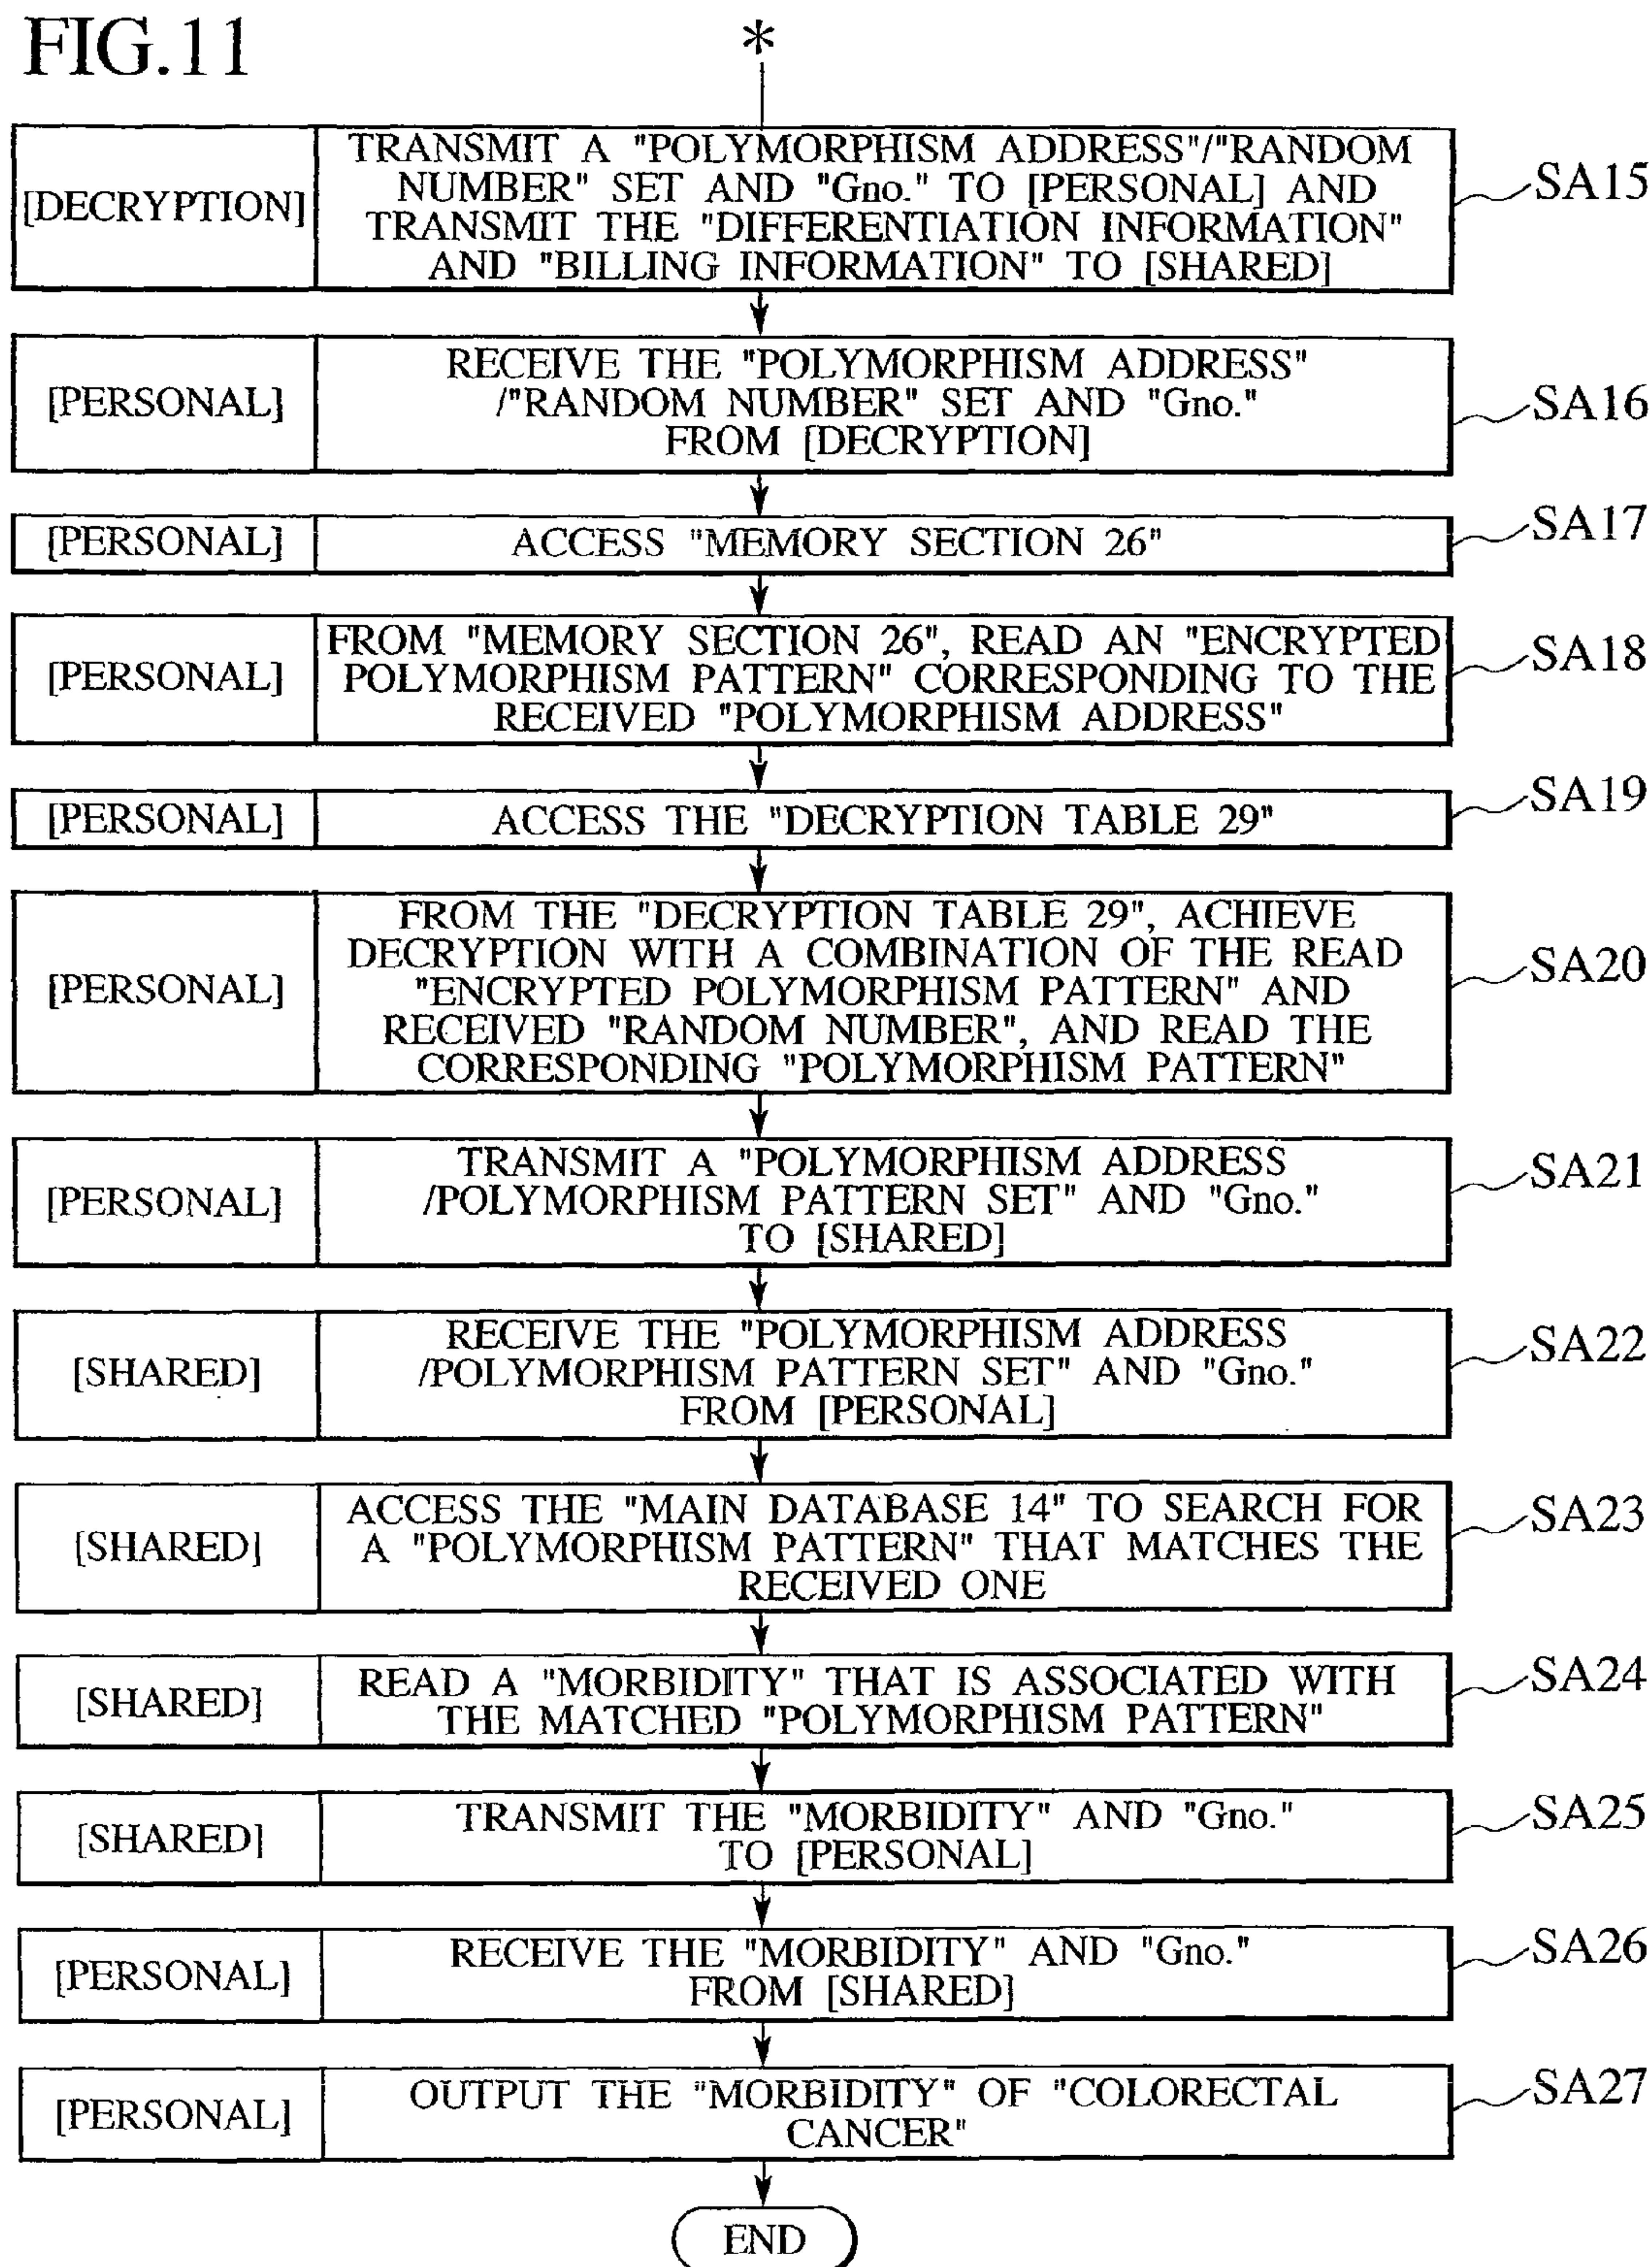 FIG.11
*
[DECRYPTION]
TRANSMIT A "POLYMORPHISM ADDRESS"/"RANDOM
NUMBER" SET AND "Gno." TO [PERSONAL] AND
TRANSMIT THE "DIFFERENTIATION INFORMATION"
AND "BILLING INFORMATION" TO [SHARED]
SA15
[PERSONAL]
RECEIVE THE "POLYMORPHISM ADDRESS"
/"RANDOM NUMBER" SET AND "Gno."
FROM [DECRYPTION]
SA16
[PERSONAL]
ACCESS "MEMORY SECTION 26"
SA17
[PERSONAL]
FROM "MEMORY SECTION 26", READ AN "ENCRYPTED
POLYMORPHISM PATTERN" CORRESPONDING TO THE
RECEIVED "POLYMORPHISM ADDRESS"
SA18
[PERSONAL]
ACCESS THE "DECRYPTION TABLE 29"
SA19
[PERSONAL]
FROM THE "DECRYPTION TABLE 29", ACHIEVE
DECRYPTION WITH A COMBINATION OF THE READ
"ENCRYPTED POLYMORPHISM PATTERN" AND
RECEIVED "RANDOM NUMBER", AND READ THE
CORRESPONDING "POLYMORPHISM PATTERN"
SA20
[PERSONAL]
TRANSMIT A "POLYMORPHISM ADDRESS
/POLYMORPHISM PATTERN SET" AND "Gno."
TO [SHARED]
SA21
[SHARED]
RECEIVE THE "POLYMORPHISM ADDRESS
/POLYMORPHISM PATTERN SET" AND "Gno."
FROM [PERSONAL]
SA22
[SHARED]
ACCESS THE "MAIN DATABASE 14" TO SEARCH FOR
A "POLYMORPHISM PATTERN" THAT MATCHES THE
RECEIVED ONE
SA23
[SHARED]
READ A "MORBIDITY" THAT IS ASSOCIATED WITH
THE MATCHED "POLYMORPHISM PATTERN"
SA24
[SHARED]
TRANSMIT THE "MORBIDITY" AND "Gno."
TO [PERSONAL]
SA25
[PERSONAL]
RECEIVE THE "MORBIDITY" AND "Gno."
FROM [SHARED]
SA26
[PERSONAL]
OUTPUT THE "MORBIDITY" OF "COLORECTAL
CANCER"
SA27
END